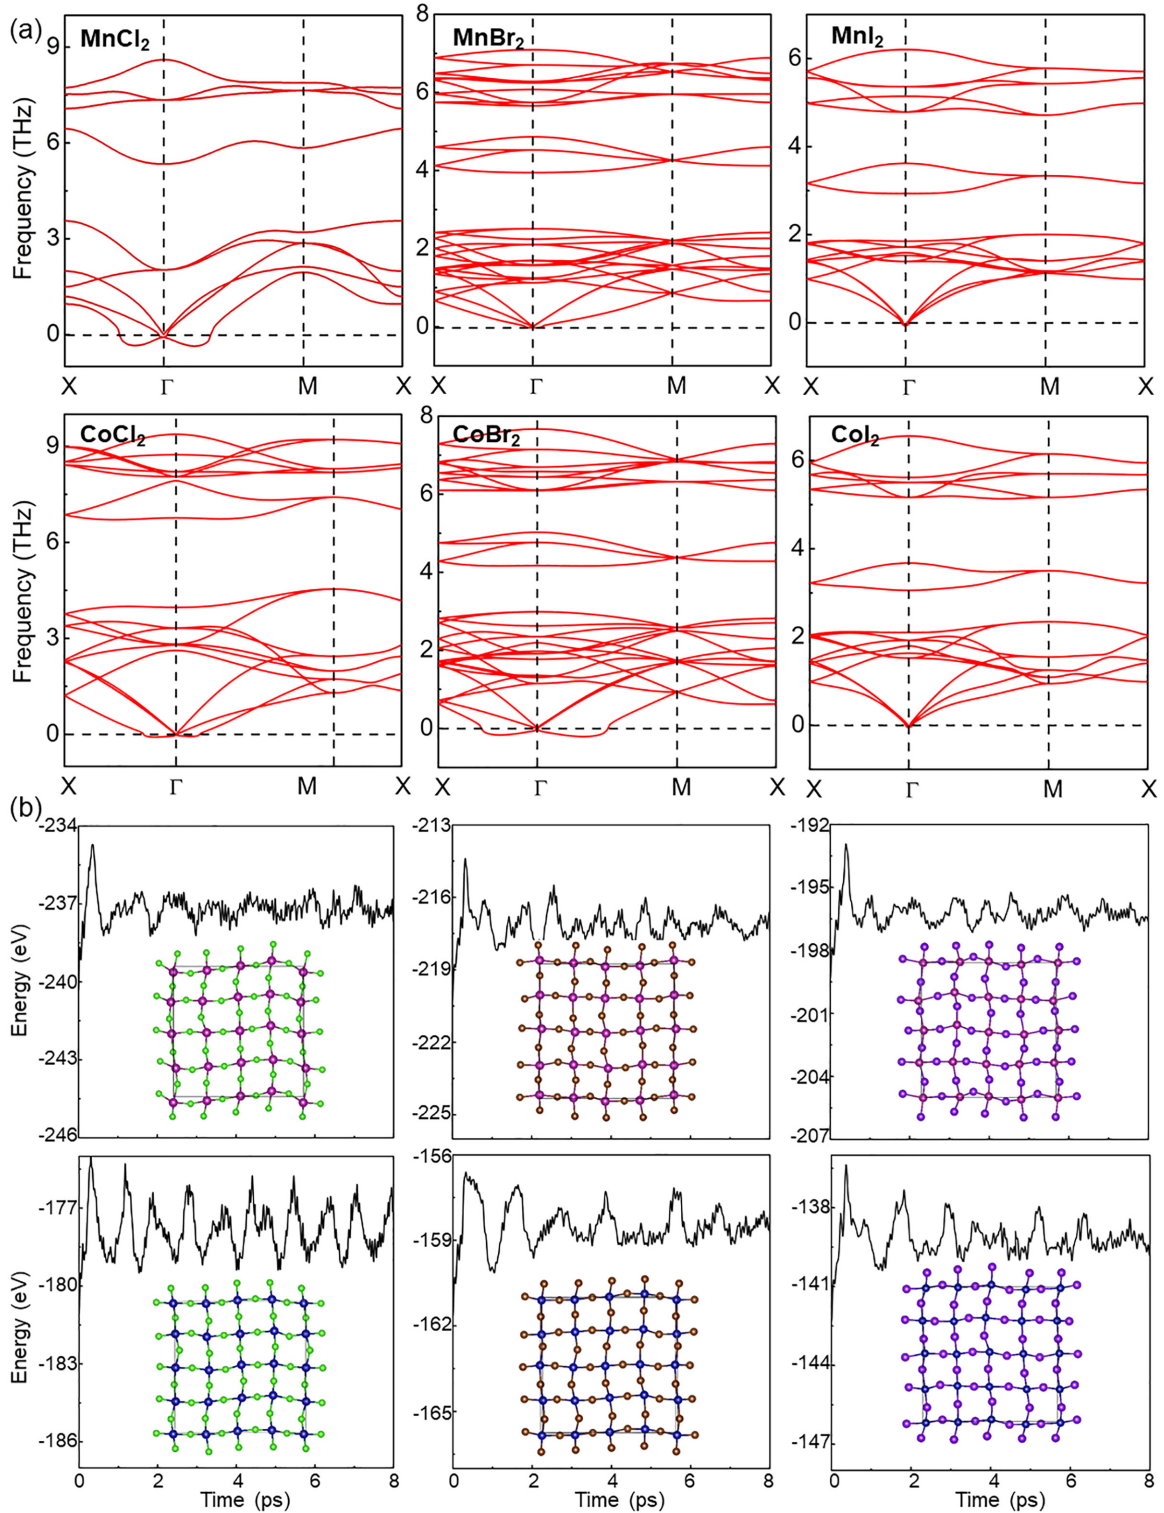 (a)
MnCl2
MnBr2
MnI2
Frequency (THz)
9
6
3
0
8
6
4
2
0
6
4
2
0
X Γ M X
X Γ M X
X Γ M X
CoCl2
CoBr2
CoI2
Frequency (THz)
9
6
3
0
8
6
4
2
0
6
4
2
0
X Γ M X
X Γ M X
X Γ M X
(b)
Energy (eV)
-234
-237
-240
-243
-246
-213
-216
-219
-222
-225
-192
-195
-198
-201
-204
-207
Energy (eV)
-177
-180
-183
-186
-156
-159
-162
-165
-138
-141
-144
-147
0 2 4 6 8
0 2 4 6 8
0 2 4 6 8
Time (ps)
Time (ps)
Time (ps)